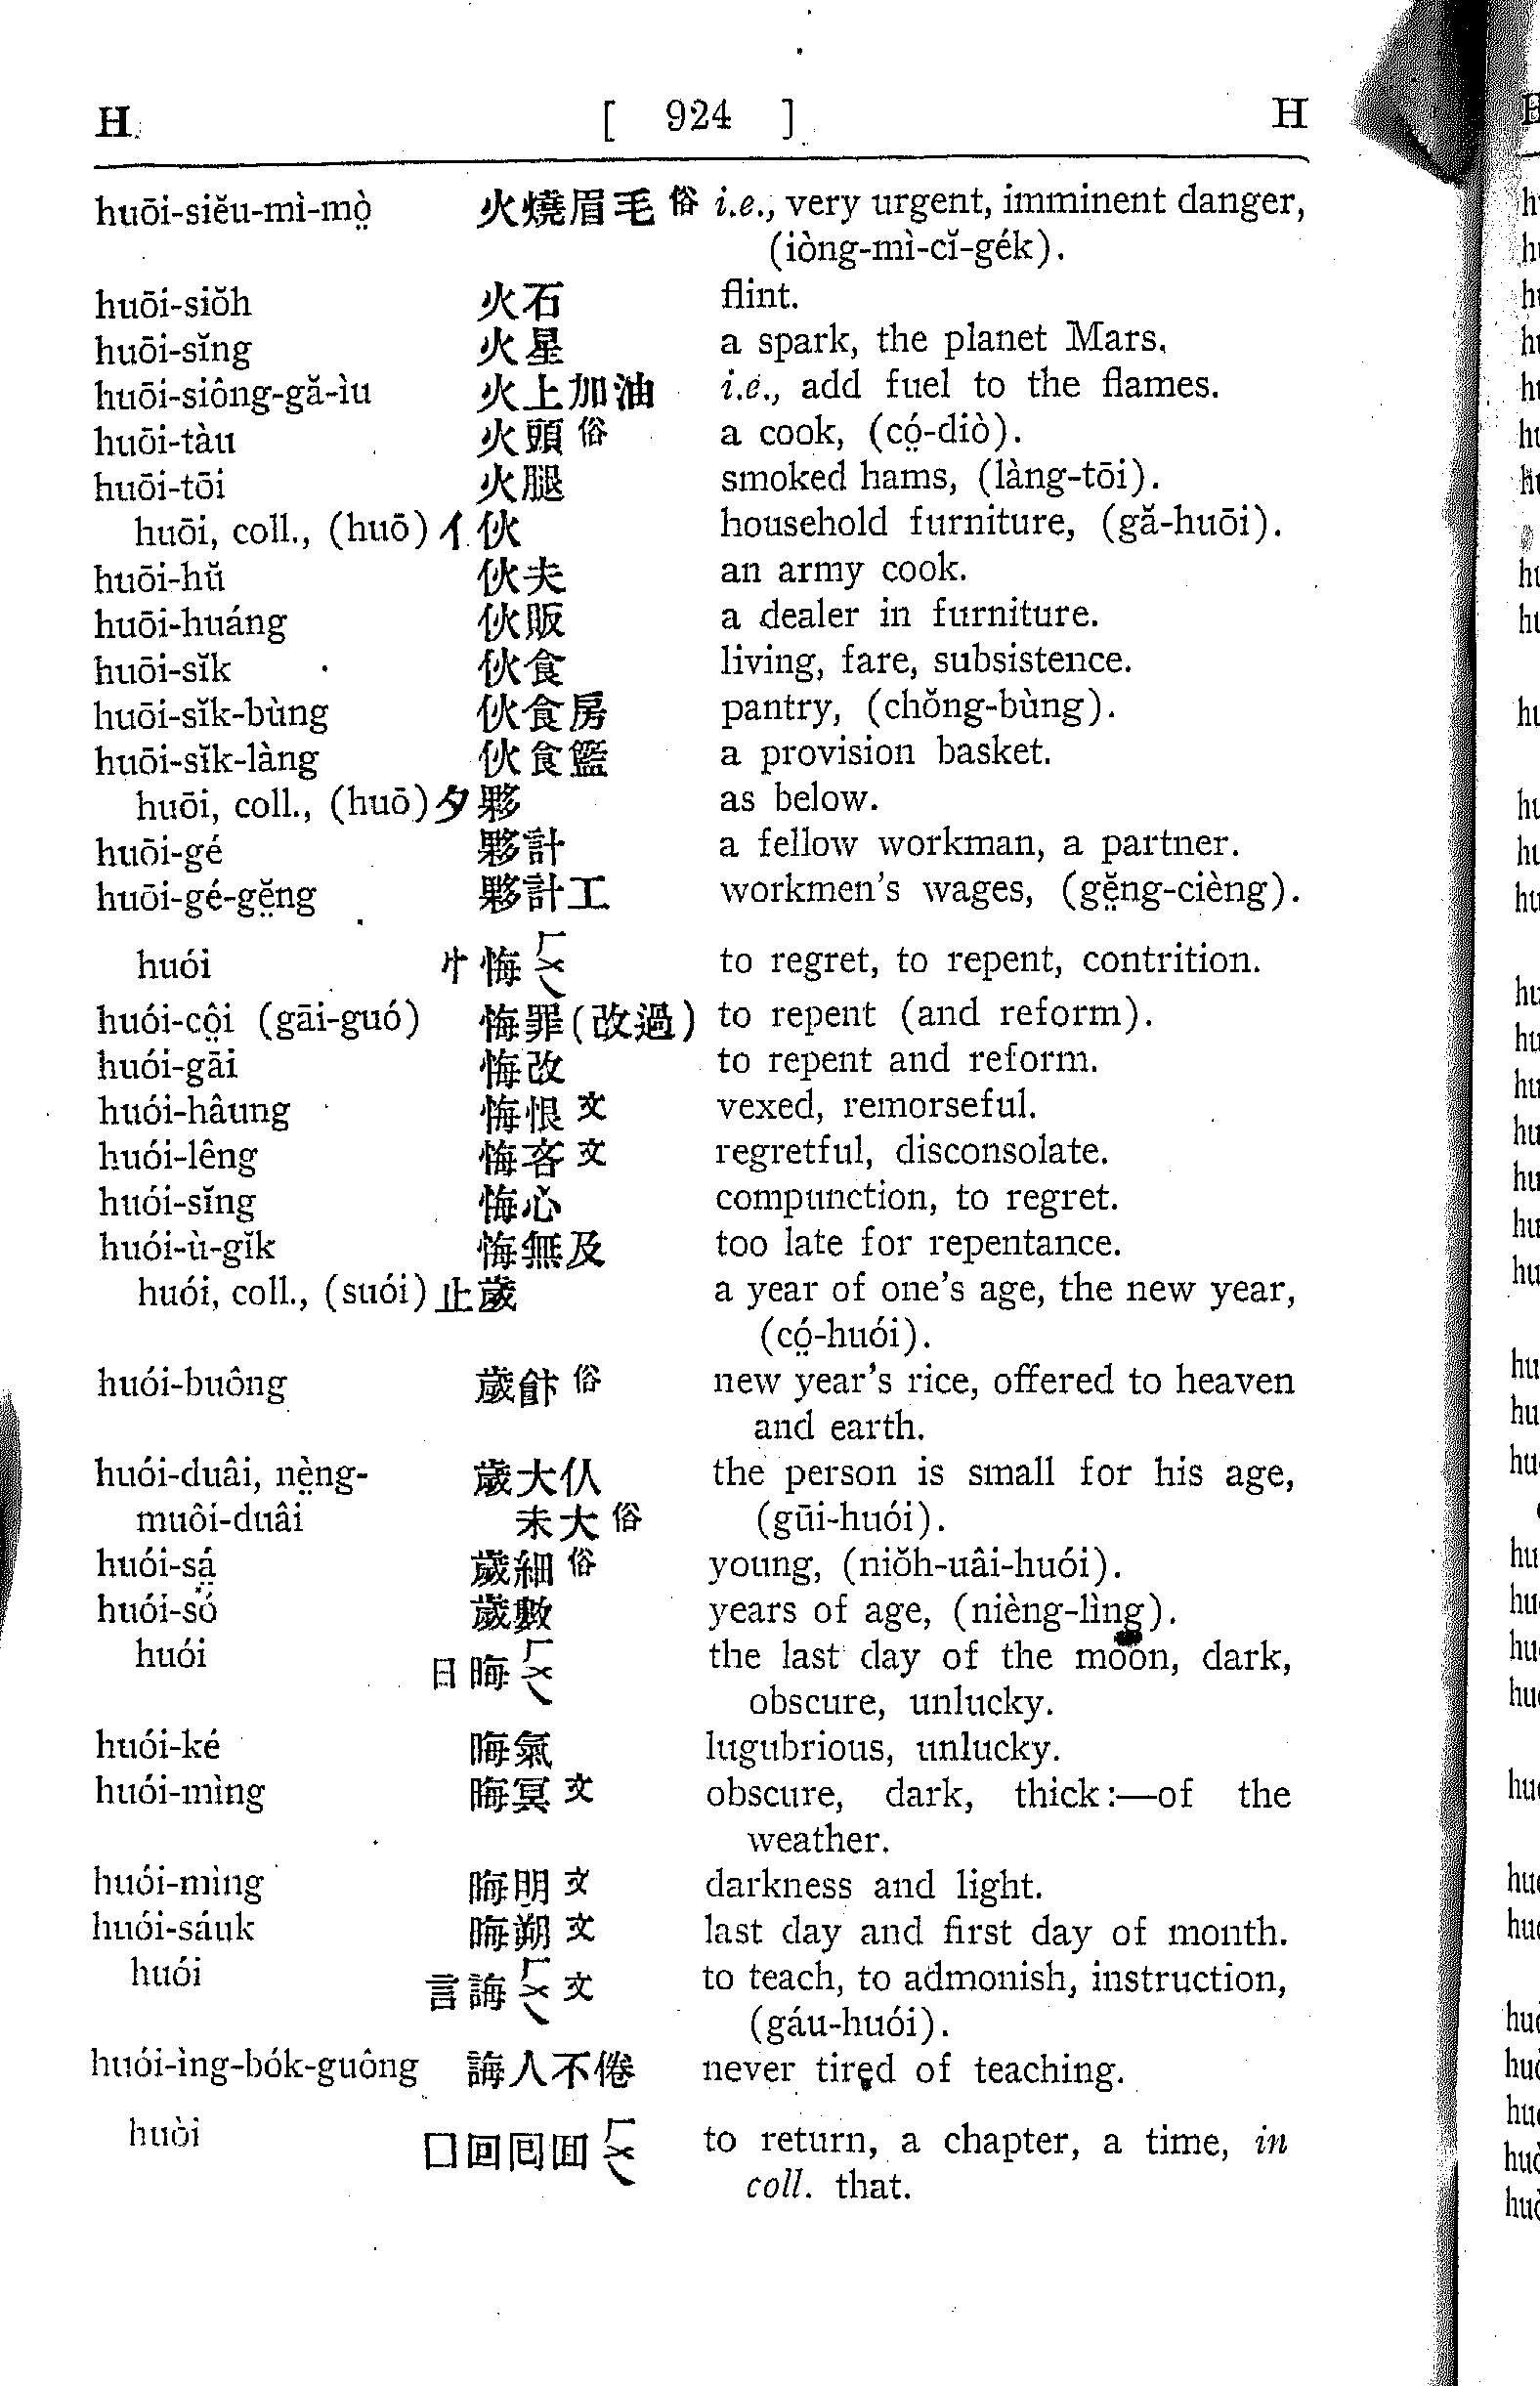 H [ 924 ] H
huōi-siĕu-mì-mò̤ 火燒眉毛 俗 i.e., very urgent, imminent danger,
(iòng-mì-cĭ-gék).
huōi-siŏh 火石 flint.
huōi-sĭng 火星 a spark, the planet Mars.
huōi-siông-gă-ìu 火上加油 i.e., add fuel to the flames.
huōi-tàu 火頭 俗 a cook, (có̤-diò).
huōi-tōi 火腿 smoked hams, (làng-tōi).
huōi, coll., (huō) 亻伙 household furniture, (gă-huōi).
huōi-hŭ 伙夫 an army cook.
huōi-huáng 伙販 a dealer in furniture.
huōi-sĭk 伙食 living, fare, subsistence.
huōi-sĭk-bùng 伙食房 pantry, (chŏng-bùng).
huōi-sĭk-làng 伙食籃 a provision basket.
huōi, coll., (huō) 夕夥 as below.
huōi-gé 夥計 a fellow workman, a partner.
huōi-gé-gĕ̤ng 夥計工 workmen's wages, (gĕ̤ng-cièng).
huói 忄悔 ㄏㄨㄟ to regret, to repent, contrition.
huói-cô̤i (gāi-guó) 悔罪(改過) to repent (and reform).
huói-gāi 悔改 to repent and reform.
huói-hâung 悔恨 文 vexed, remorseful.
huói-lêng 悔吝 文 regretful, disconsolate.
huói-sĭng 悔心 compunction, to regret.
huói-ù-gĭk 悔無及 too late for repentance.
huói, coll., (suói) 止歲 a year of one's age, the new year,
(có̤-huói).
huói-buông 歲飰 俗 new year's rice, offered to heaven
and earth.
huói-duâi, nè̤ng- 歲大仈 the person is small for his age,
muôi-duâi 未大 俗 (gūi-huói).
huói-sá̤ 歲細 俗 young, (niŏh-uâi-huói).
huói-só 歲數 years of age, (nièng-lìng).
huói 日晦 ㄏㄨㄟ the last day of the moon, dark,
obscure, unlucky.
huói-ké 晦氣 lugubrious, unlucky.
huói-mìng 晦冥 文 obscure, dark, thick:—of the
weather.
huói-mìng 晦明 文 darkness and light.
huói-sáuk 晦朔 文 last day and first day of month.
huói 言誨 ㄏㄨㄟ 文 to teach, to admonish, instruction,
(gáu-huói).
huói-ìng-bók-guông 誨人不倦 never tired of teaching.
huòi 囗回囘囬 ㄏㄨㄟ to return, a chapter, a time, in
coll. that.